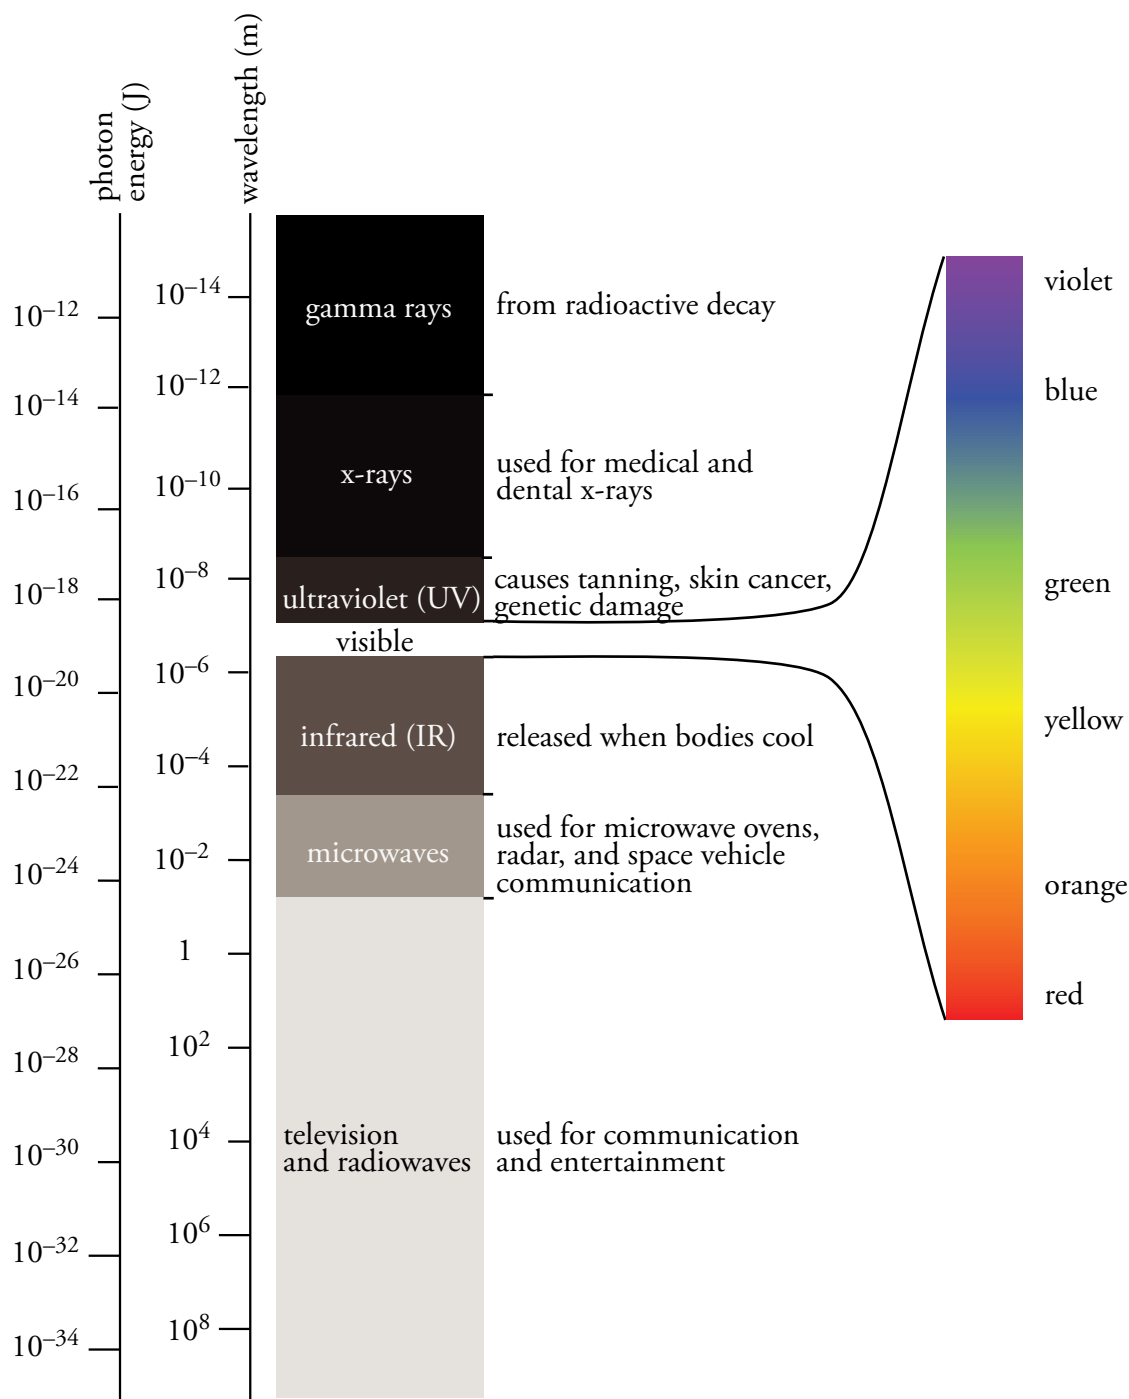 photon
energy (J)
wavelength (m)
10⁻¹⁴
gamma rays
from radioactive decay
violet
10⁻¹²
10⁻¹²
10⁻¹⁴
blue
x-rays
used for medical and
dental x-rays
10⁻¹⁰
10⁻¹⁶
10⁻⁸
ultraviolet (UV)
causes tanning, skin cancer,
genetic damage
green
10⁻¹⁸
visible
10⁻⁶
10⁻²⁰
infrared (IR)
released when bodies cool
yellow
10⁻⁴
10⁻²²
microwaves
used for microwave ovens,
radar, and space vehicle
communication
10⁻²
10⁻²⁴
orange
1
10⁻²⁶
red
10²
10⁻²⁸
10⁴
television
and radiowaves
used for communication
and entertainment
10⁻³⁰
10⁶
10⁻³²
10⁸
10⁻³⁴